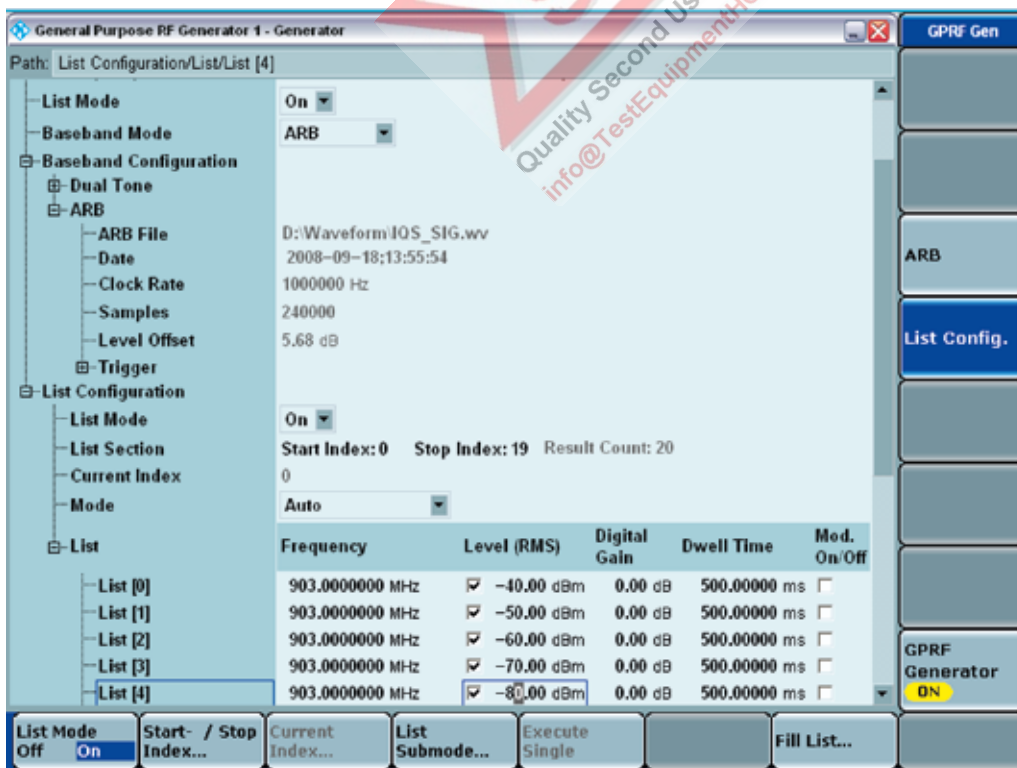 General Purpose RF Generator 1 - Generator
GPRF Gen
Path: List Configuration/List/List [4]
Quality Second
List Mode On
Baseband Mode ARB
Baseband Configuration
Dual Tone
ARB
ARB File D:\Waveform\IQS_SIG.wv
Date 2008-09-18;13:55:54
Clock Rate 1000000 Hz
Samples 240000
Level Offset 5.68 dB
Trigger
List Configuration
List Mode On
List Section Start Index: 0 Stop Index: 19 Result Count: 20
Current Index 0
Mode Auto
List Frequency Level (RMS) Digital Gain Dwell Time Mod. On/Off
List [0] 903.0000000 MHz -40.00 dBm 0.00 dB 500.00000 ms
List [1] 903.0000000 MHz -50.00 dBm 0.00 dB 500.00000 ms
List [2] 903.0000000 MHz -60.00 dBm 0.00 dB 500.00000 ms
List [3] 903.0000000 MHz -70.00 dBm 0.00 dB 500.00000 ms
List [4] 903.0000000 MHz -80.00 dBm 0.00 dB 500.00000 ms
ARB
List Config.
GPRF Generator ON
List Mode Off On
Start- / Stop Index...
Current Index...
List Submode...
Execute Single
Fill List...